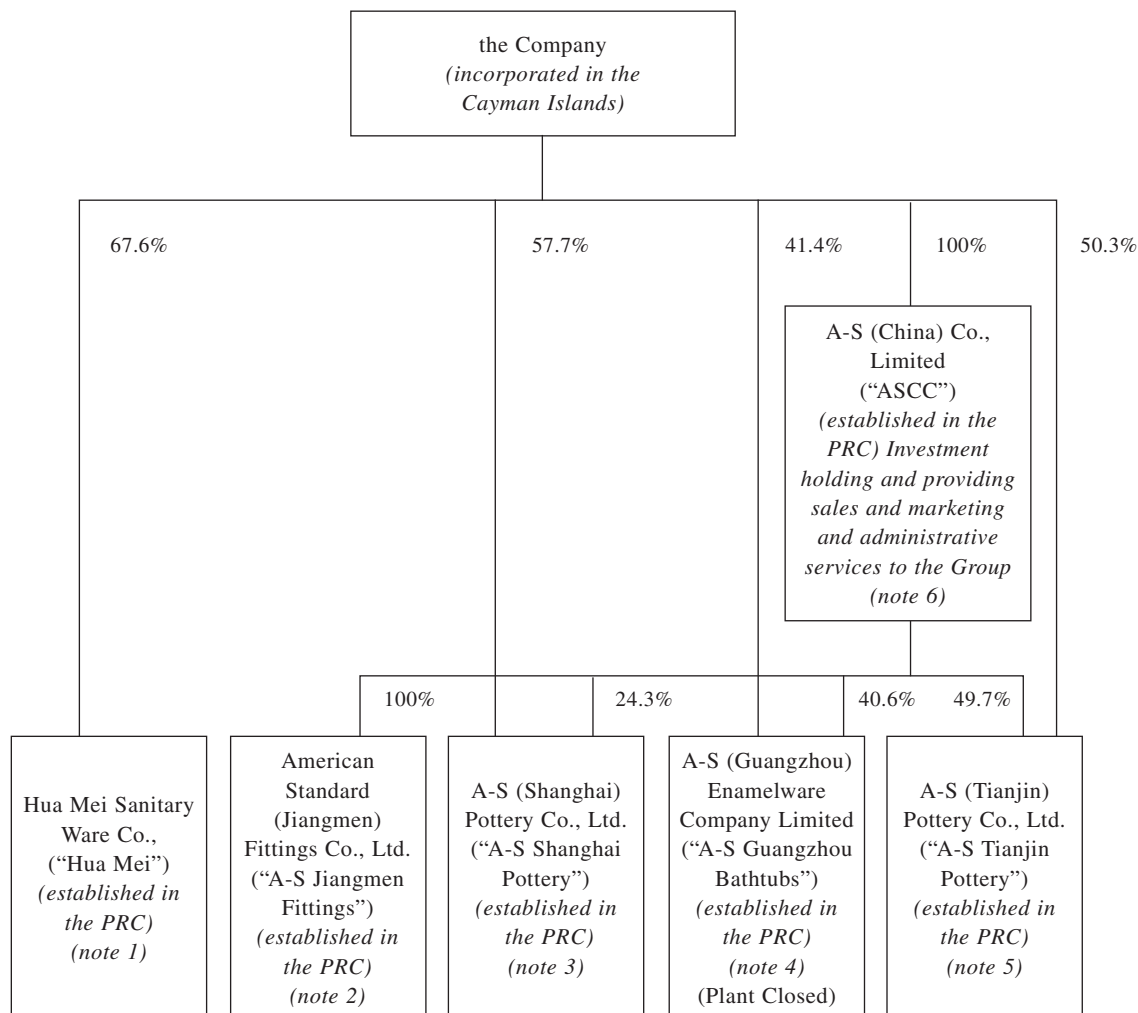 the Company
(incorporated in the
Cayman Islands)
67.6%
57.7%
41.4%
100%
50.3%
A-S (China) Co.,
Limited
(“ASCC”)
(established in the
PRC) Investment
holding and providing
sales and marketing
and administrative
services to the Group
(note 6)
100%
24.3%
40.6%
49.7%
Hua Mei Sanitary
Ware Co.,
(“Hua Mei”)
(established in
the PRC)
(note 1)
American
Standard
(Jiangmen)
Fittings Co., Ltd.
(“A-S Jiangmen
Fittings”)
(established in
the PRC)
(note 2)
A-S (Shanghai)
Pottery Co., Ltd.
(“A-S Shanghai
Pottery”)
(established in
the PRC)
(note 3)
A-S (Guangzhou)
Enamelware
Company Limited
(“A-S Guangzhou
Bathtubs”)
(established in
the PRC)
(note 4)
(Plant Closed)
A-S (Tianjin)
Pottery Co., Ltd.
(“A-S Tianjin
Pottery”)
(established in
the PRC)
(note 5)